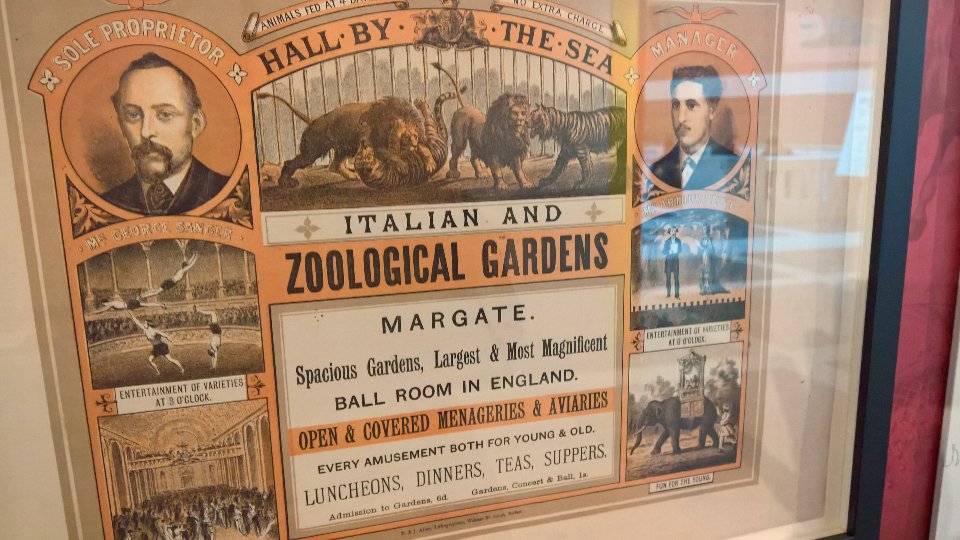 ANIMALS FED AT 4
NO EXTRA CHARGE
HALL·BY·THE·SEA
SOLE PROPRIETOR
MANAGER
MR GEORGE SANGER
ITALIAN AND
ZOOLOGICAL GARDENS
MARGATE.
Spacious Gardens, Largest & Most Magnificent
BALL ROOM IN ENGLAND.
OPEN & COVERED MENAGERIES & AVIARIES
EVERY AMUSEMENT BOTH FOR YOUNG & OLD.
LUNCHEONS, DINNERS, TEAS, SUPPERS.
Admission to Gardens, 6d. Gardens, Concert & Ball, 1s.
ENTERTAINMENT OF VARIETIES
AT 3 O'CLOCK.
ENTERTAINMENT OF VARIETIES
AT 8 O'CLOCK.
FUN FOR THE YOUNG.